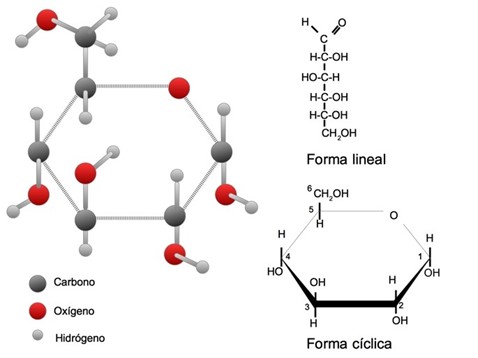 H O
C
H-C-OH
HO-C-H
H-C-OH
H-C-OH
CH2OH
Forma lineal
6 CH2OH
5 O
H
H H
4 1
HO OH H OH
3 2
H OH
Forma cíclica
Carbono
Oxígeno
Hidrógeno